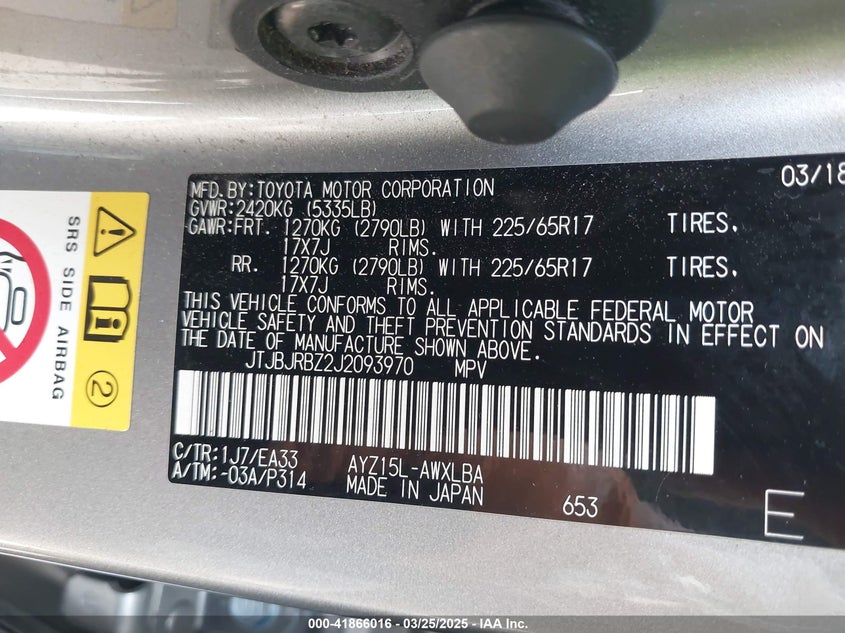 MFD.BY:TOYOTA MOTOR CORPORATION 03/18
GVWR:2420KG (5335LB)
GAWR:FRT. 1270KG (2790LB) WITH 225/65R17 TIRES.
17X7J RIMS.
RR. 1270KG (2790LB) WITH 225/65R17 TIRES.
17X7J RIMS.
THIS VEHICLE CONFORMS TO ALL APPLICABLE FEDERAL MOTOR
VEHICLE SAFETY AND THEFT PREVENTION STANDARDS IN EFFECT ON
THE DATE OF MANUFACTURE SHOWN ABOVE.
JTJBJRBZ2J2093970 MPV
C/TR:1J7/EA33 AYZ15L-AWXLBA
A/TM:-03A/P314 MADE IN JAPAN 653 E
SRS SIDE AIRBAG
2
000-41866016 - 03/25/2025 - IAA Inc.